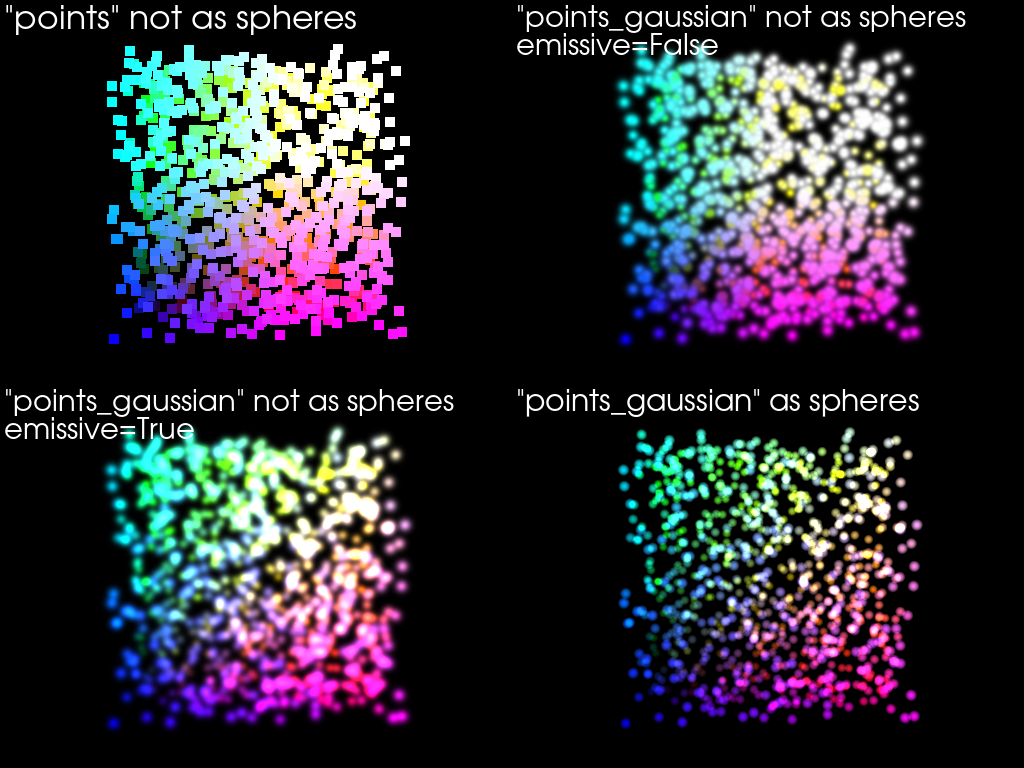 "points" not as spheres
"points_gaussian" not as spheres
emissive=False
"points_gaussian" not as spheres
emissive=True
"points_gaussian" as spheres